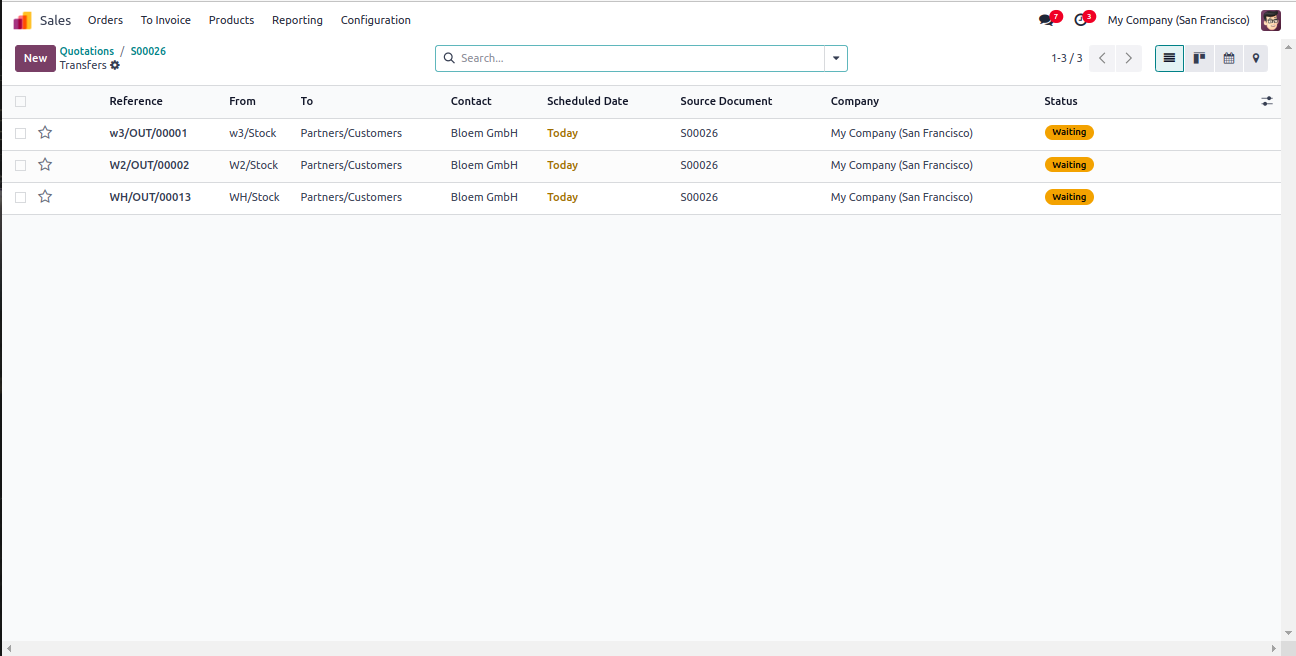 Sales Orders To Invoice Products Reporting Configuration 7 3 My Company (San Francisco)
New Quotations / S00026
Transfers
Search...
1-3 / 3
Reference From To Contact Scheduled Date Source Document Company Status
w3/OUT/00001 w3/Stock Partners/Customers Bloem GmbH Today S00026 My Company (San Francisco) Waiting
W2/OUT/00002 W2/Stock Partners/Customers Bloem GmbH Today S00026 My Company (San Francisco) Waiting
WH/OUT/00013 WH/Stock Partners/Customers Bloem GmbH Today S00026 My Company (San Francisco) Waiting